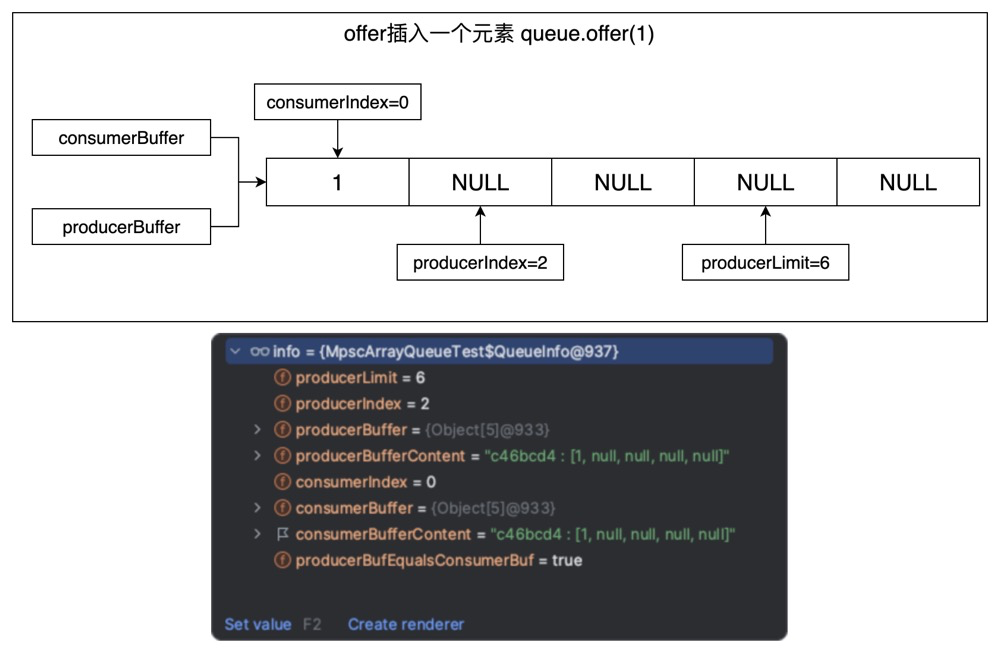 offer插入一个元素 queue.offer(1)
consumerIndex=0
consumerBuffer
1 NULL NULL NULL NULL
producerBuffer
producerIndex=2 producerLimit=6
info = {MpscArrayQueueTest$QueueInfo@937}
producerLimit = 6
producerIndex = 2
producerBuffer = {Object[5]@933}
producerBufferContent = "c46bcd4 : [1, null, null, null, null]"
consumerIndex = 0
consumerBuffer = {Object[5]@933}
consumerBufferContent = "c46bcd4 : [1, null, null, null, null]"
producerBufEqualsConsumerBuf = true
Set value F2 Create renderer